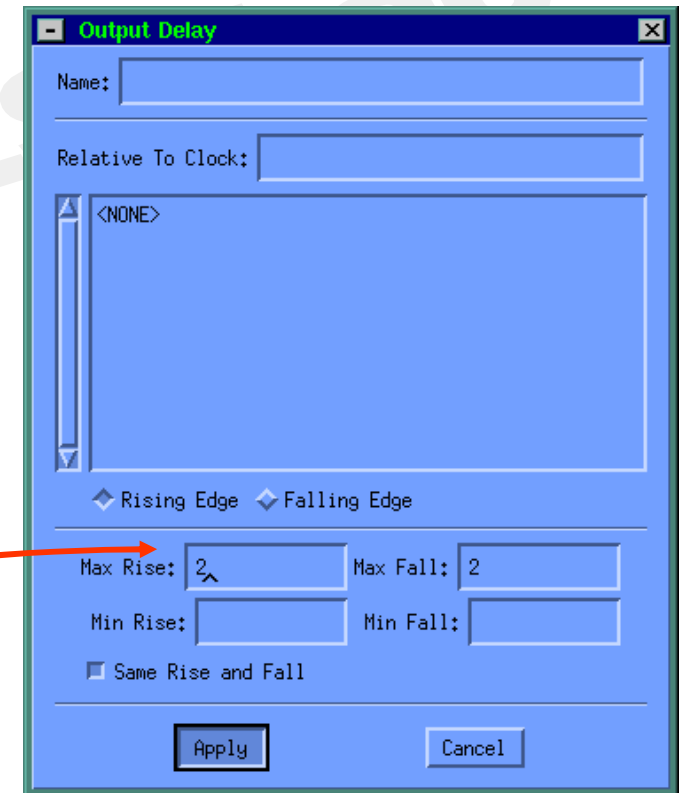 Output Delay
Name:
Relative To Clock:
<NONE>
Rising Edge Falling Edge
Max Rise: 2 Max Fall: 2
Min Rise: Min Fall:
Same Rise and Fall
Apply Cancel